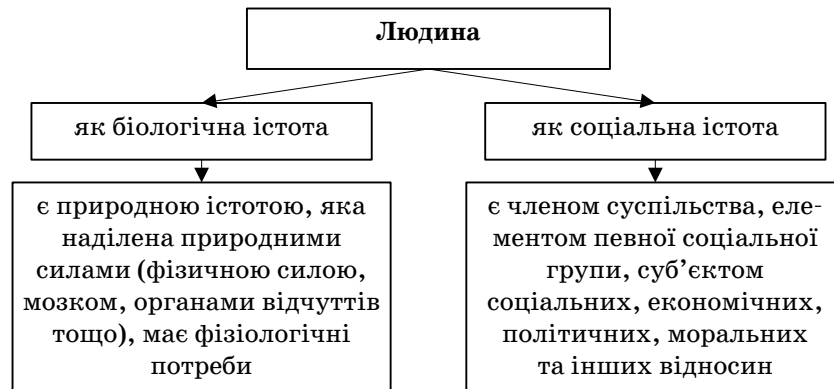 Людина
як біологічна істота
як соціальна істота
є природною істотою, яка
наділена природними
силами (фізичною силою,
мозком, органами відчуттів
тощо), має фізіологічні
потреби
є членом суспільства, еле-
ментом певної соціальної
групи, суб’єктом
соціальних, економічних,
політичних, моральних
та інших відносин